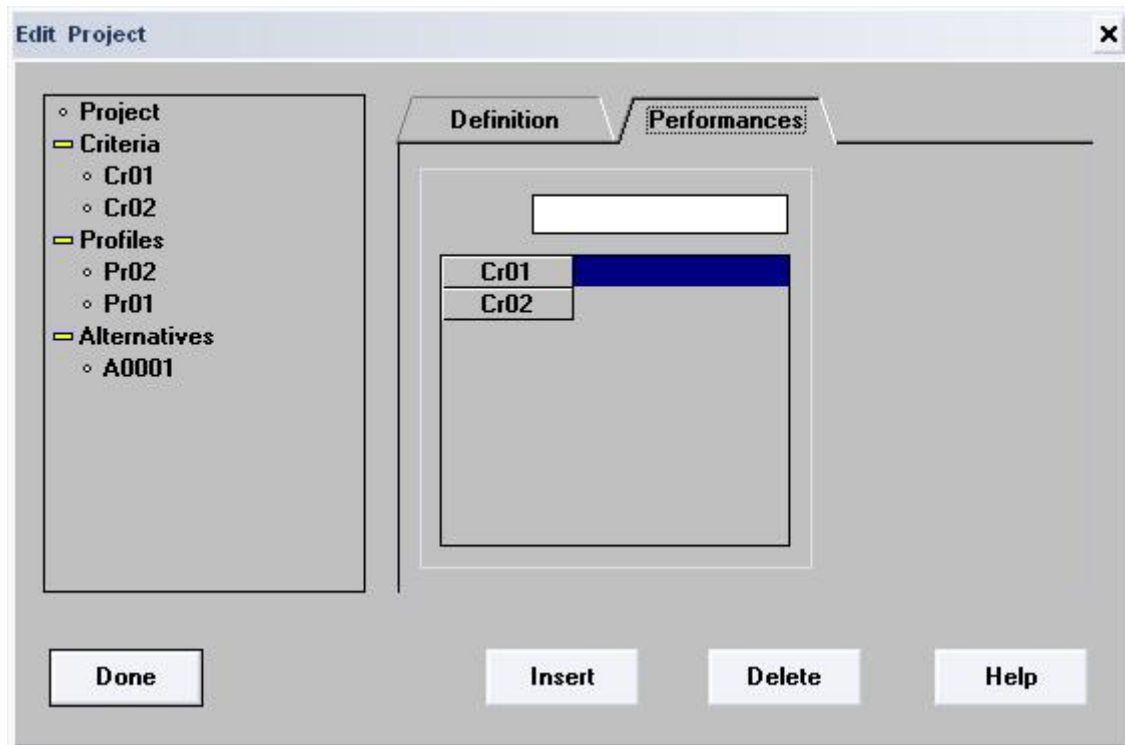 Edit Project
Project
Criteria
Cr01
Cr02
Profiles
Pr02
Pr01
Alternatives
A0001
Definition
Performances
Cr01
Cr02
Done
Insert
Delete
Help